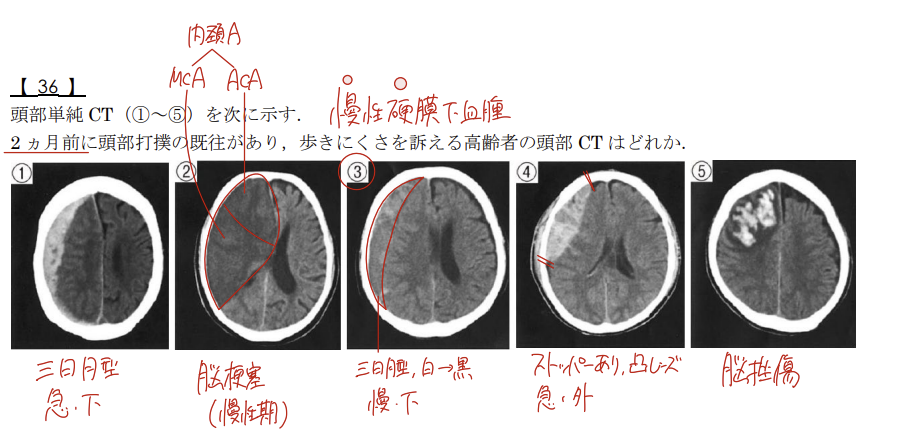 内頚A
MCA ACA
【 36 】
慢性硬膜下血腫
頭部単純 CT（①〜⑤）を次に示す．
2 ヵ月前に頭部打撲の既往があり，歩きにくさを訴える高齢者の頭部 CT はどれか．
① ② ③ ④ ⑤
三日月型
急・下
脳梗塞
(慢性期)
三日月型, 白→黒
慢・下
ストッパーあり, 凸レンズ
急・外
脳挫傷